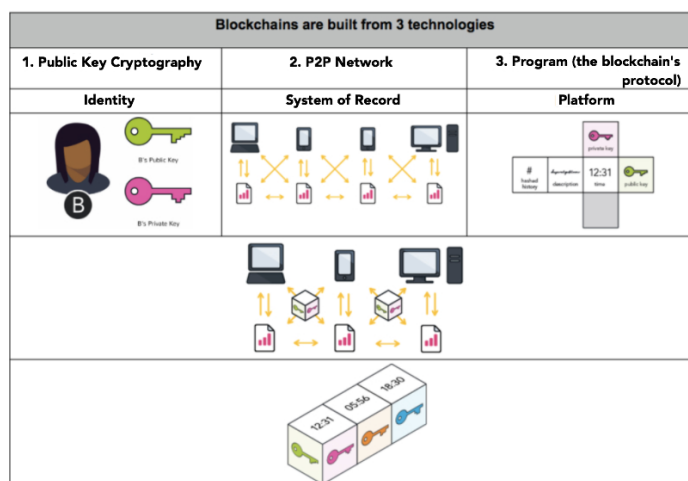 Blockchains are built from 3 technologies
1. Public Key Cryptography
2. P2P Network
3. Program (the blockchain's
protocol)
Identity
System of Record
Platform
B's Public Key
B
B's Private Key
private key
#
hashed
history
description
12:31
time
public key
12:31
05:56
18:30